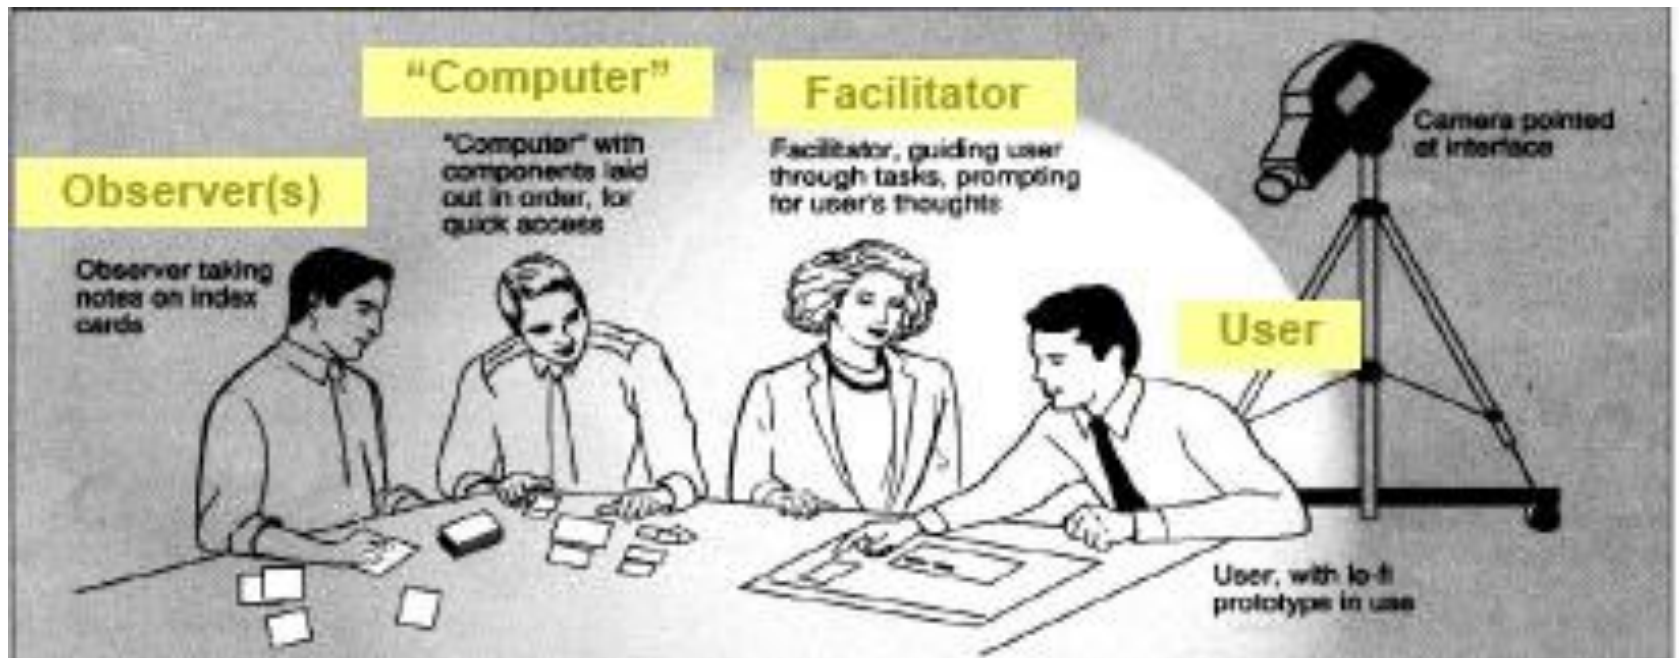 Observer(s)
Observer taking
notes on index
cards
“Computer”
"Computer" with
components laid
out in order, for
quick access
Facilitator
Facilitator, guiding user
through tasks, prompting
for user's thoughts
User
User, with lo-fi
prototype in use
Camera pointed
at interface